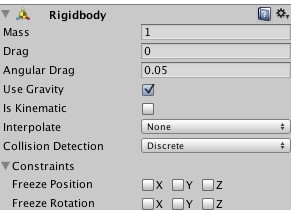 Rigidbody
Mass 1
Drag 0
Angular Drag 0.05
Use Gravity
Is Kinematic
Interpolate None
Collision Detection Discrete
Constraints
Freeze Position X Y Z
Freeze Rotation X Y Z